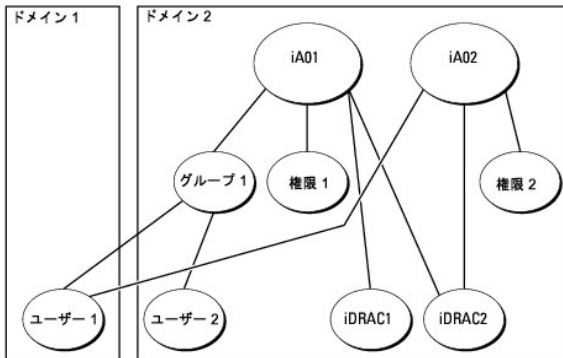 ドメイン 1
ドメイン 2
iA01
iA02
グループ 1
権限 1
権限 2
ユーザー 1
ユーザー 2
iDRAC1
iDRAC2